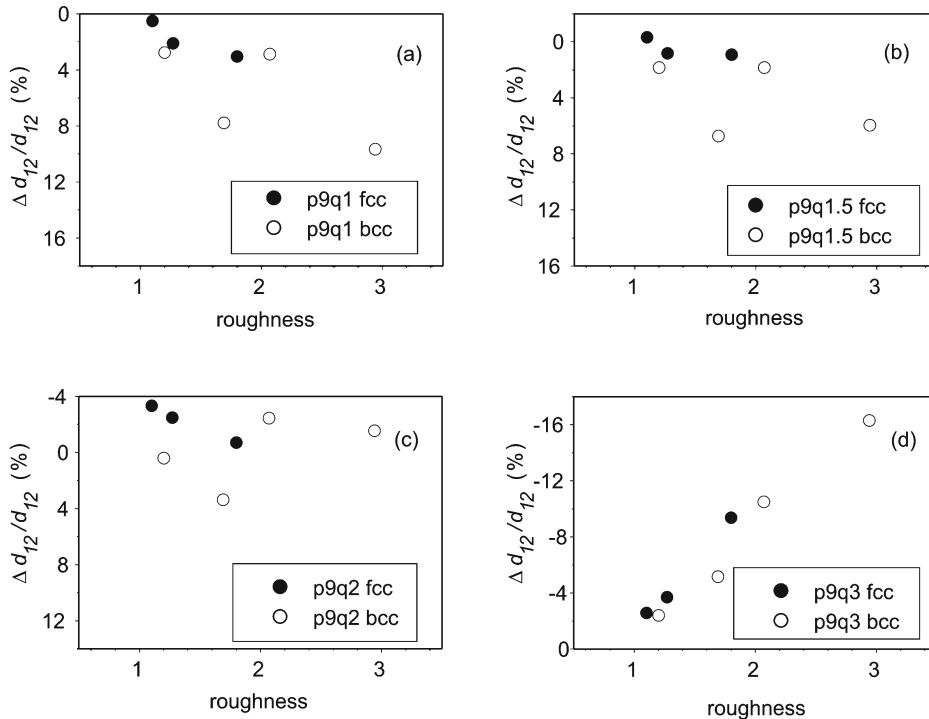 0
4
8
12
16
Δ d12/d12 (%)
(a)
p9q1 fcc
p9q1 bcc
1 2 3
roughness
0
4
8
12
16
Δ d12/d12 (%)
(b)
p9q1.5 fcc
p9q1.5 bcc
1 2 3
roughness
-4
0
4
8
12
Δ d12/d12 (%)
(c)
p9q2 fcc
p9q2 bcc
1 2 3
roughness
-16
-12
-8
-4
0
Δ d12/d12 (%)
(d)
p9q3 fcc
p9q3 bcc
1 2 3
roughness